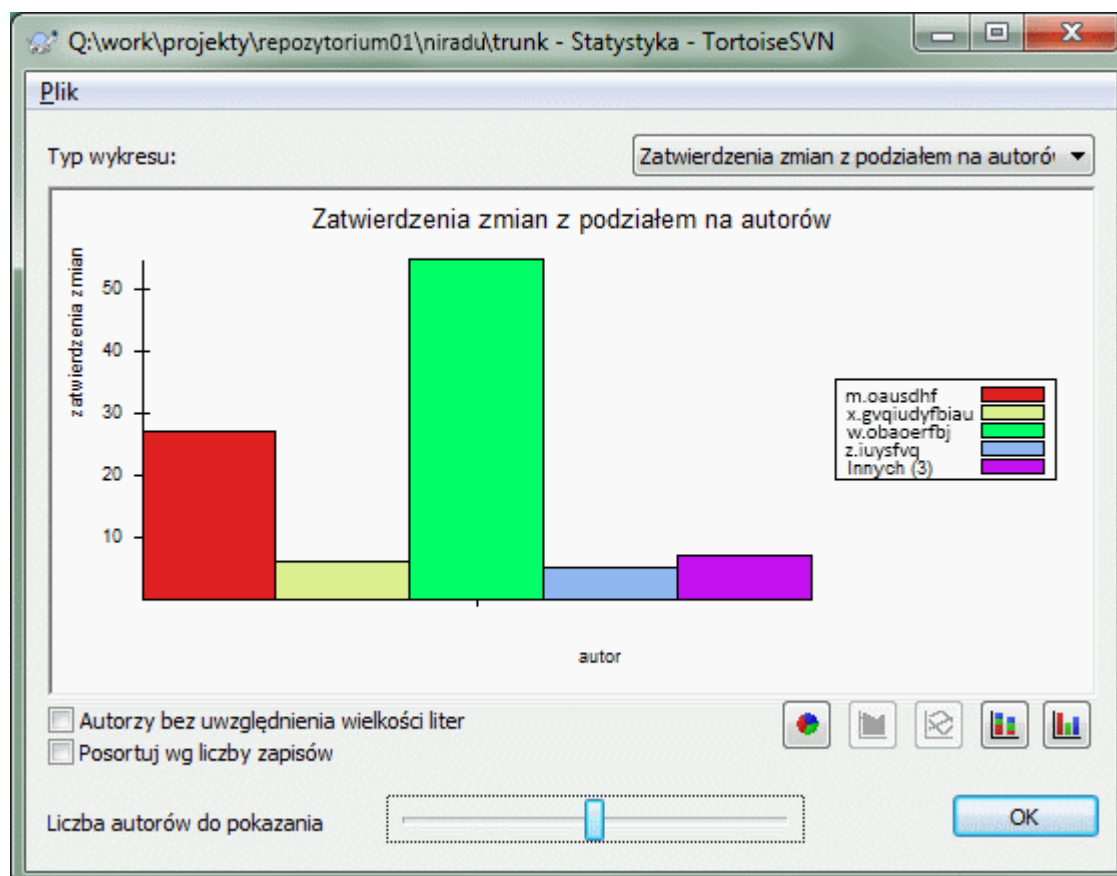 Q:\work\projekty\repozytorium01\niradu\trunk - Statystyka - TortoiseSVN
Plik
Typ wykresu:
Zatwierdzenia zmian z podziałem na autoró
Zatwierdzenia zmian z podziałem na autorów
zatwierdzenia zmian
50
40
30
20
10
autor
m.oausdhf
x.gvqiudyfbiau
w.obaoerfbj
z.iuysfvq
Innych (3)
Autorzy bez uwzględnienia wielkości liter
Posortuj wg liczby zapisów
Liczba autorów do pokazania
OK